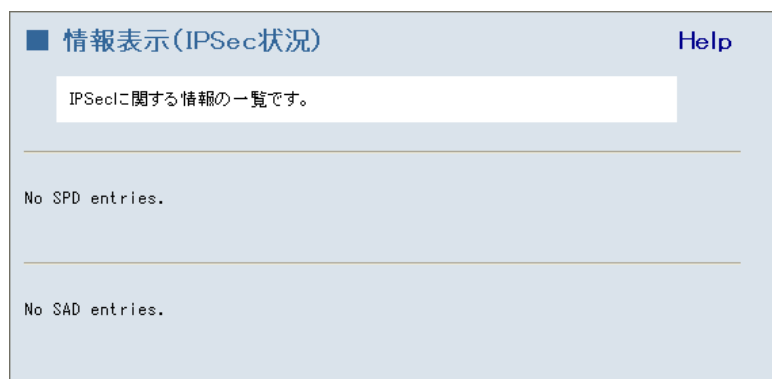 ■ 情報表示(IPSec状況)
Help
IPSecに関する情報の一覧です。
No SPD entries.
No SAD entries.